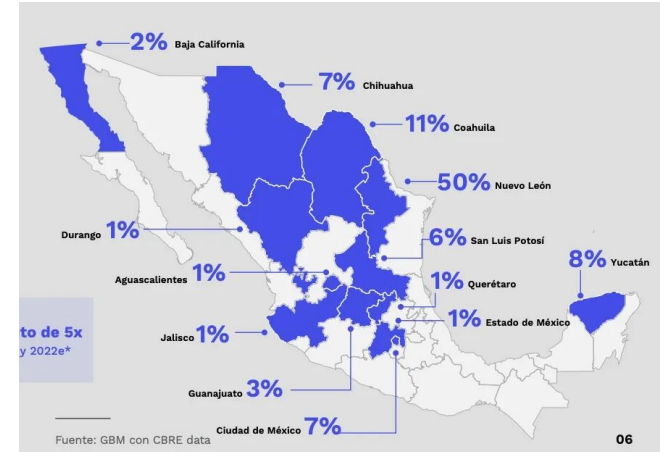 2% Baja California
7% Chihuahua
11% Coahuila
50% Nuevo León
Durango 1%
6% San Luis Potosí
8% Yucatán
Aguascalientes 1%
1% Querétaro
1% Estado de México
to de 5x
y 2022e*
Jalisco 1%
Guanajuato 3%
Ciudad de México 7%
Fuente: GBM con CBRE data
06